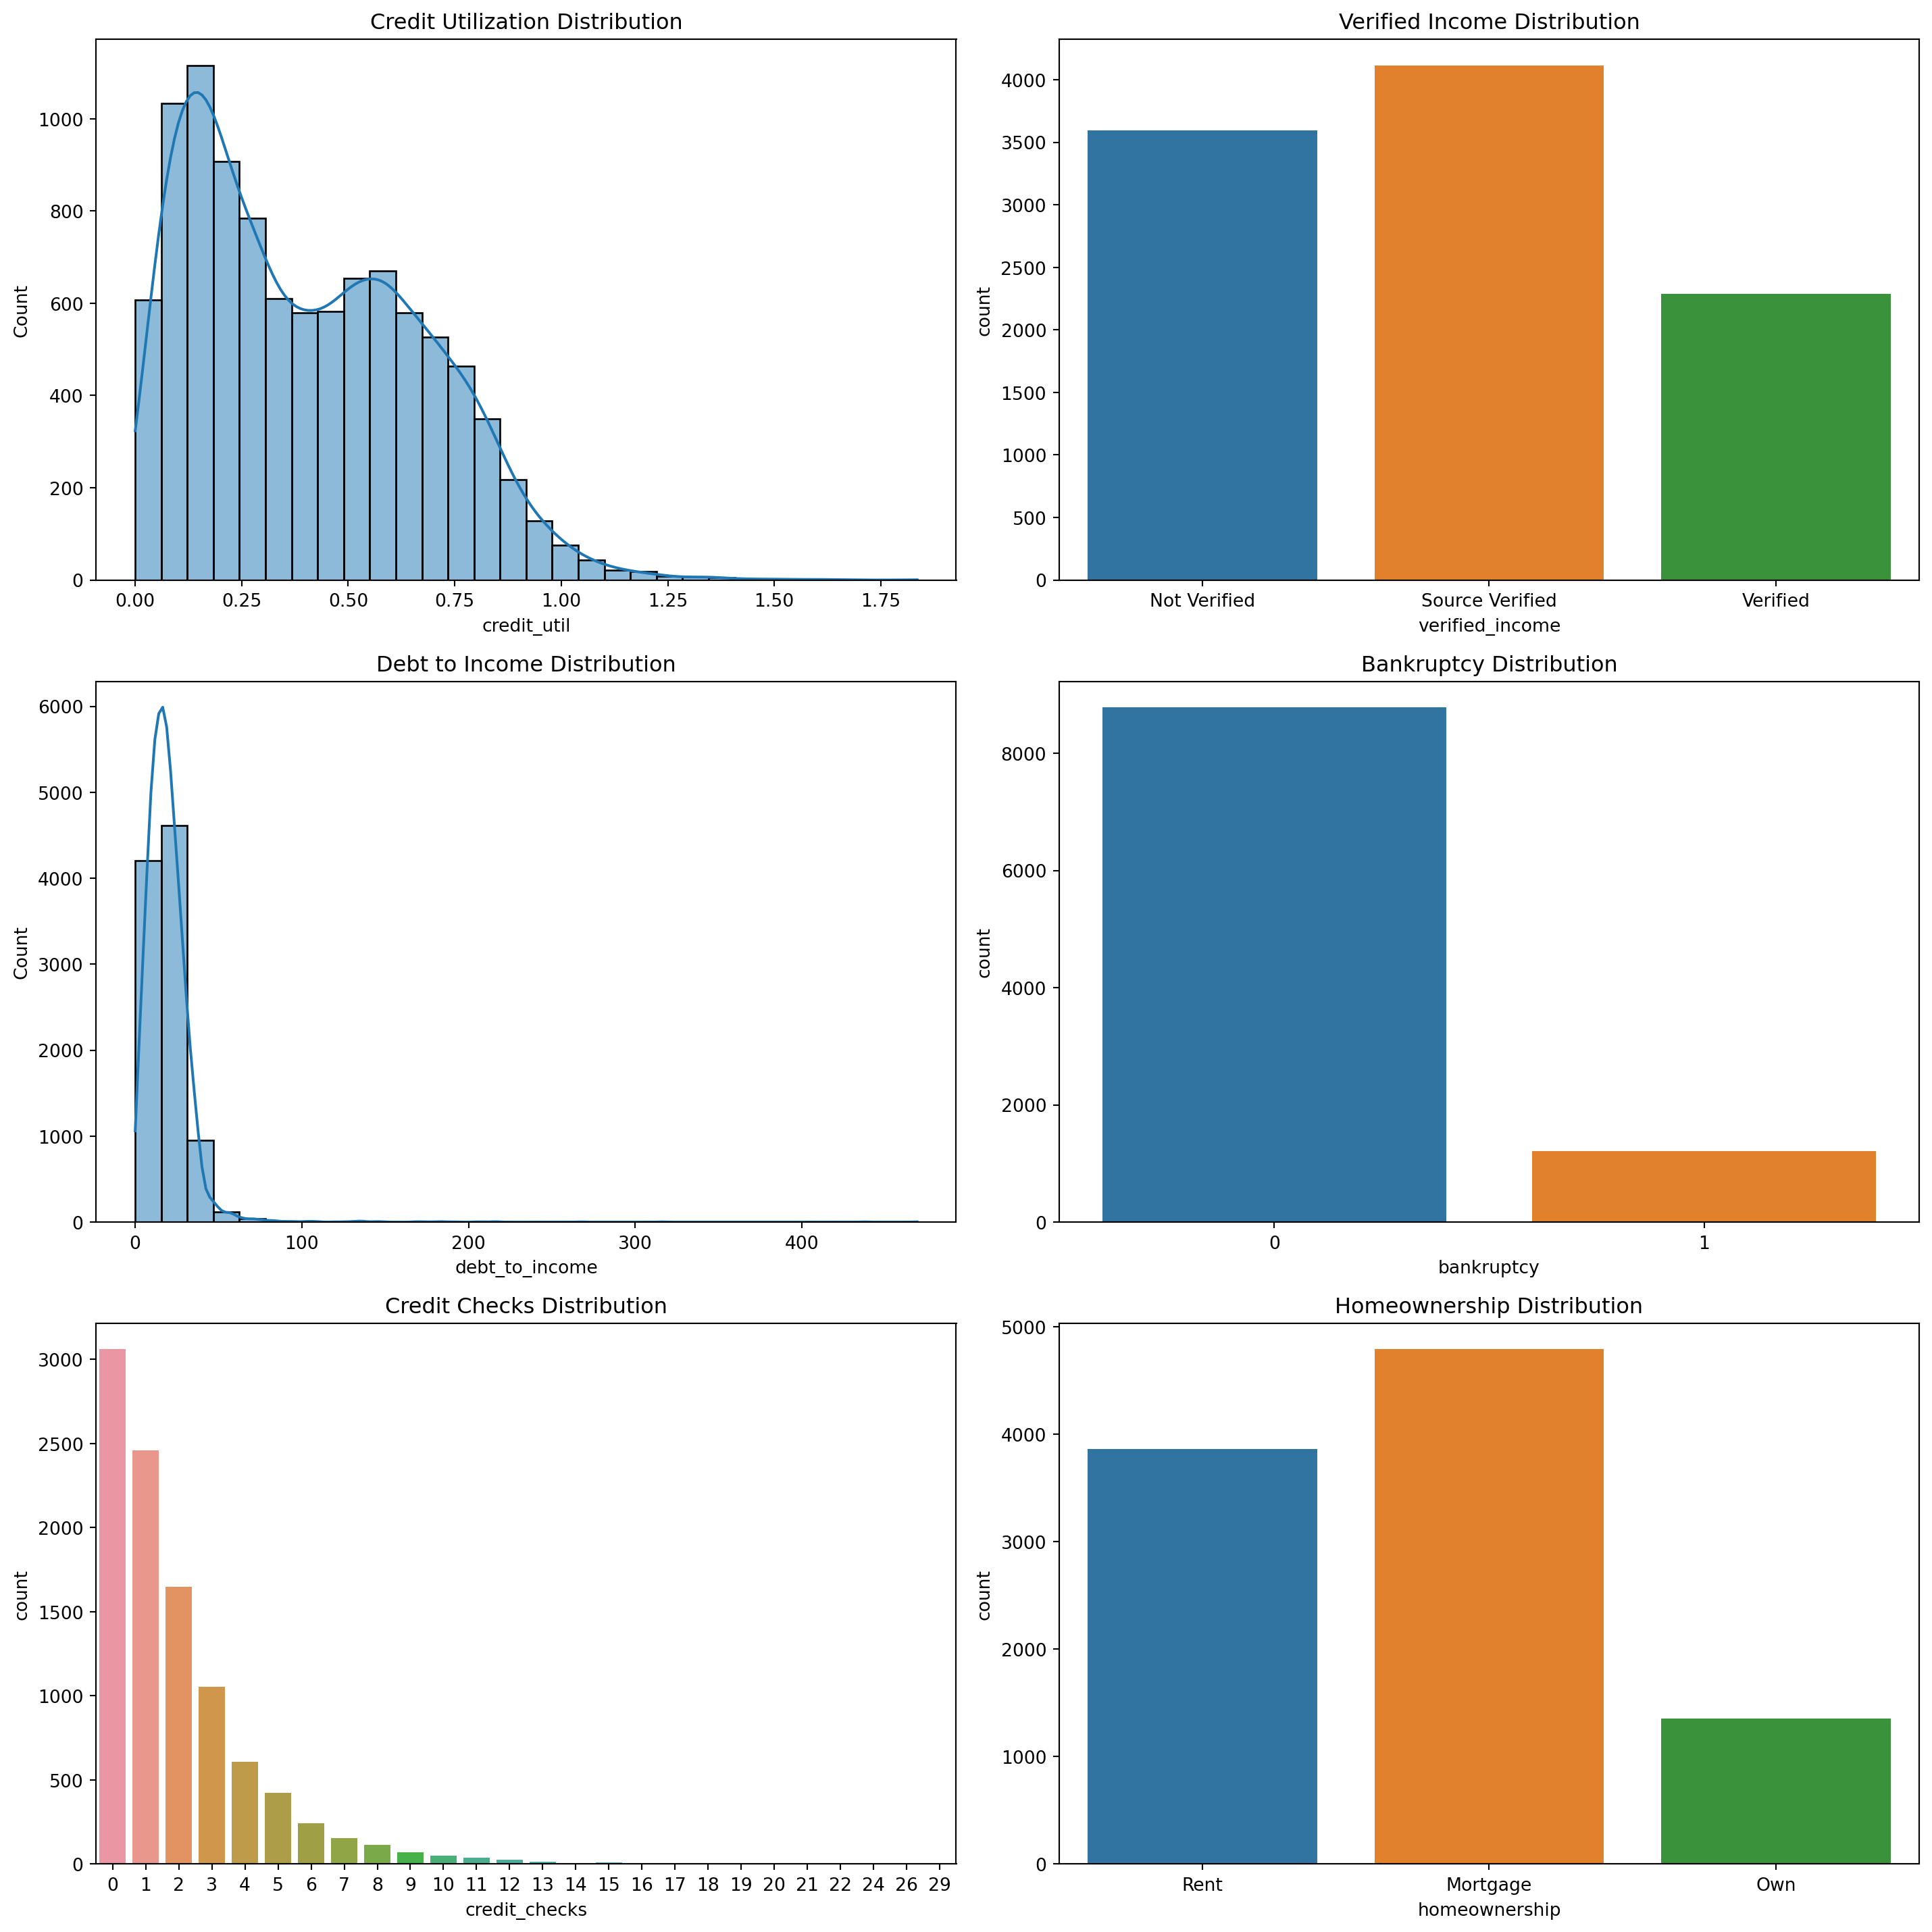 Credit Utilization Distribution
Count
1000
800
600
400
200
0
0.00 0.25 0.50 0.75 1.00 1.25 1.50 1.75
credit_util
Verified Income Distribution
count
4000
3500
3000
2500
2000
1500
1000
500
0
Not Verified Source Verified Verified
verified_income
Debt to Income Distribution
Count
6000
5000
4000
3000
2000
1000
0
0 100 200 300 400
debt_to_income
Bankruptcy Distribution
count
8000
6000
4000
2000
0
0 1
bankruptcy
Credit Checks Distribution
count
3000
2500
2000
1500
1000
500
0
0 1 2 3 4 5 6 7 8 9 10 11 12 13 14 15 16 17 18 19 20 21 22 24 26 29
credit_checks
Homeownership Distribution
count
5000
4000
3000
2000
1000
0
Rent Mortgage Own
homeownership